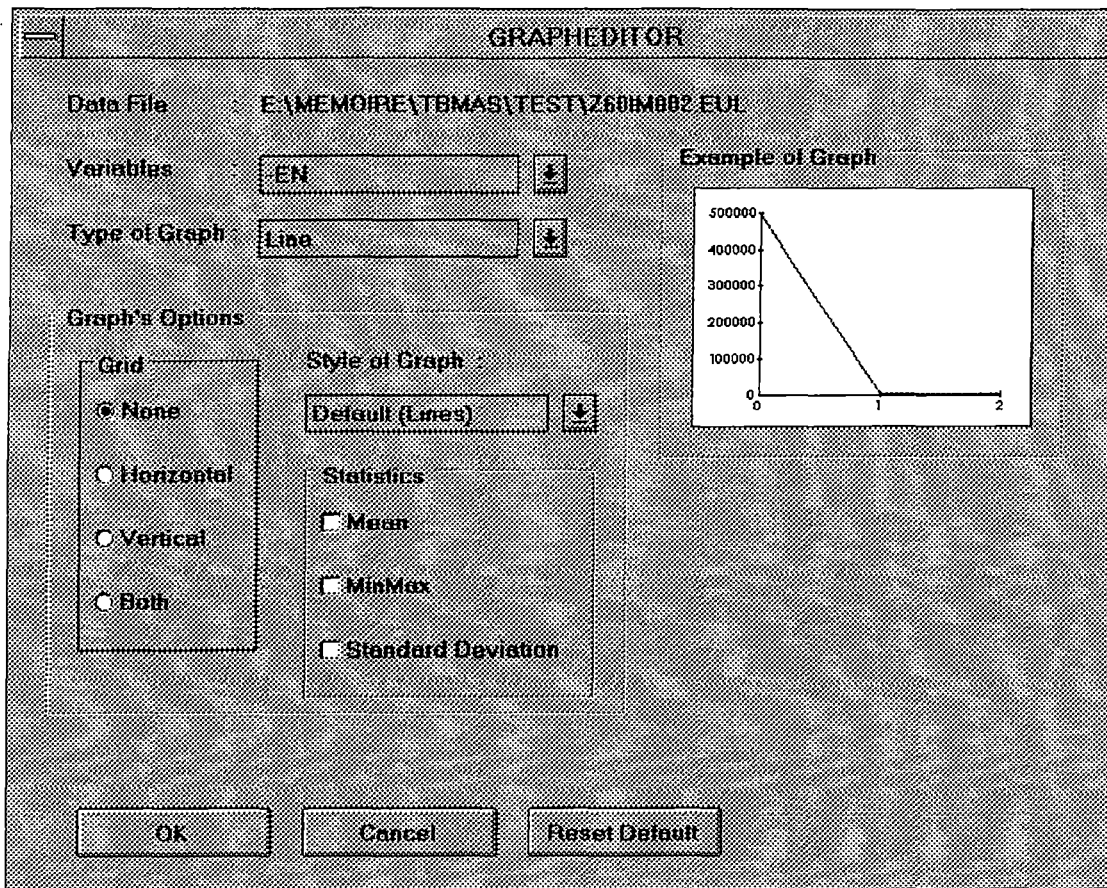 GRAPHEDITOR
Data File : E:\MEMOIRE\TBMAS\TEST\Z60IM002.EUL
Variables : -EN
Type of Graph : Line
Example of Graph
500000
400000
300000
200000
100000
0
0 1 2
Graph's Options
Grid
None
Horizontal
Vertical
Both
Style of Graph :
Default (Lines)
Statistics
Mean
MinMax
Standard Deviation
OK Cancel Reset Default